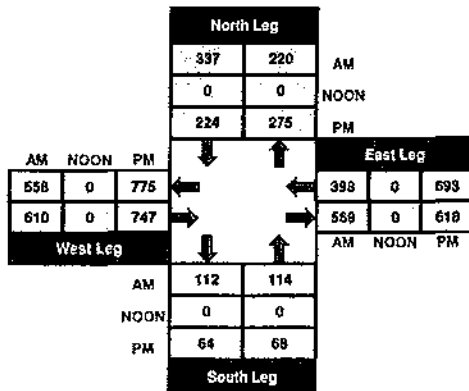 North Leg
337 220 AM
0 0 NOON
224 275 PM
AM NOON PM
East Leg
558 0 775
398 0 693
610 0 747
569 0 618
West Leg
AM NOON PM
AM 112 114
NOON 0 0
PM 64 68
South Leg